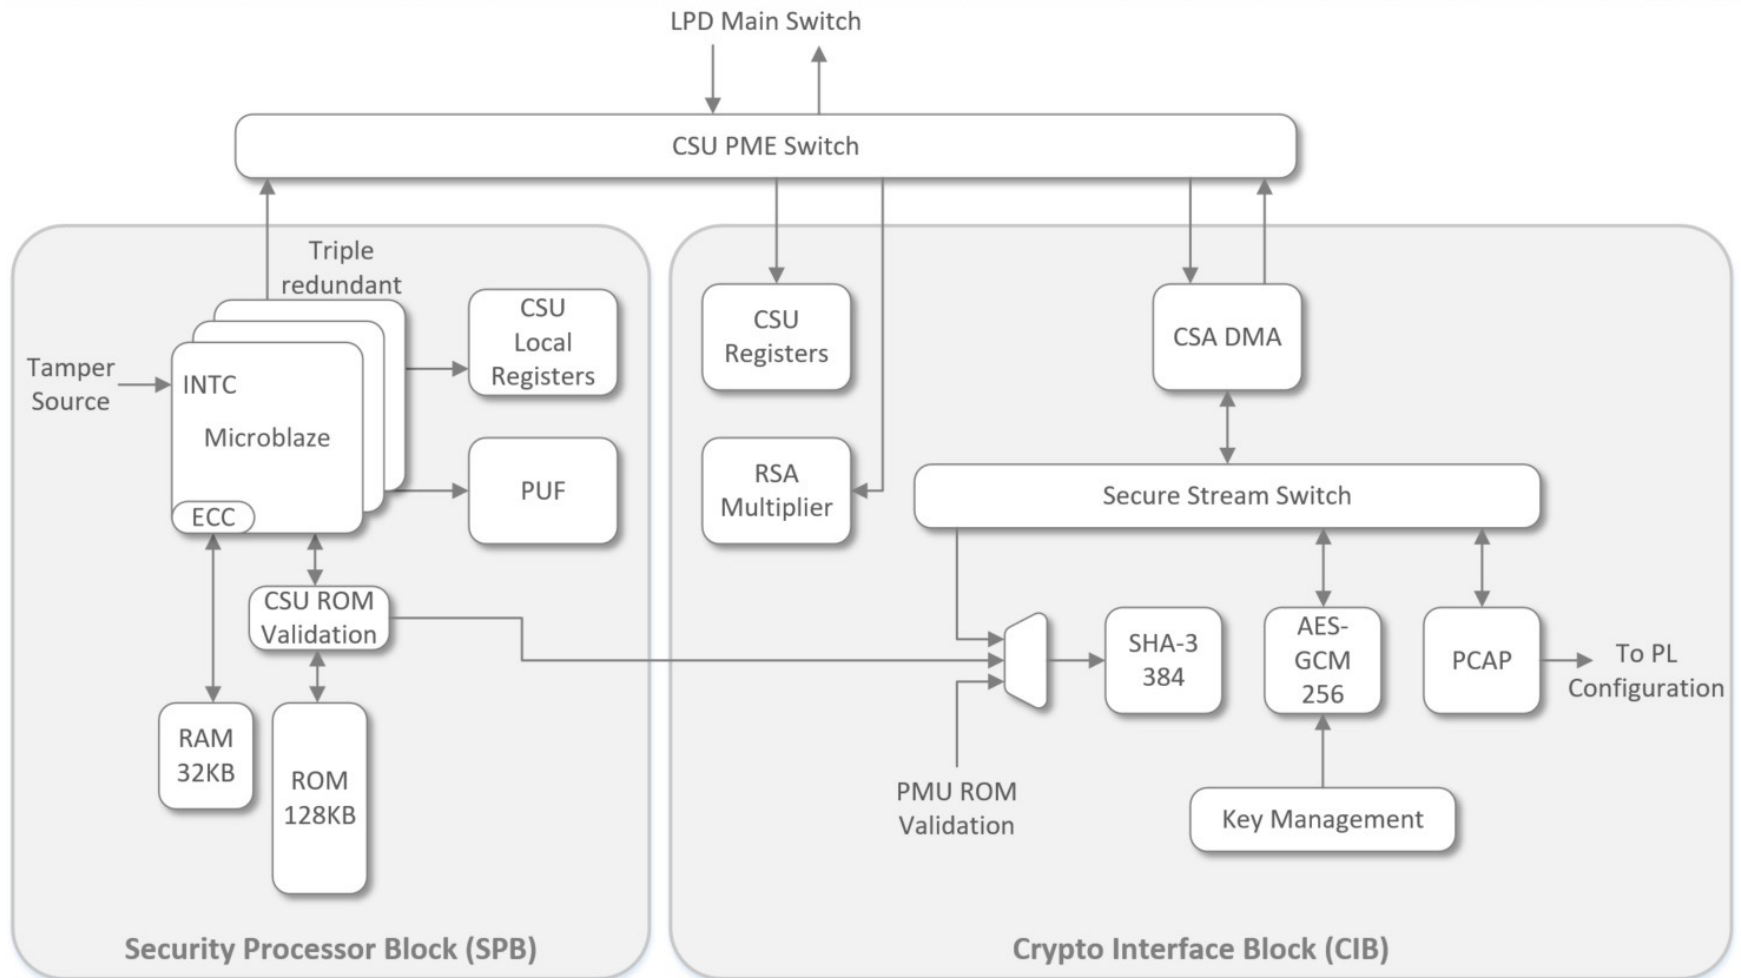 LPD Main Switch
CSU PME Switch
Triple
redundant
Tamper
Source
INTC
Microblaze
ECC
CSU
Local
Registers
PUF
CSU ROM
Validation
RAM
32KB
ROM
128KB
Security Processor Block (SPB)
CSU
Registers
RSA
Multiplier
CSA DMA
Secure Stream Switch
SHA-3
384
AES-
GCM
256
PCAP
To PL
Configuration
PMU ROM
Validation
Key Management
Crypto Interface Block (CIB)